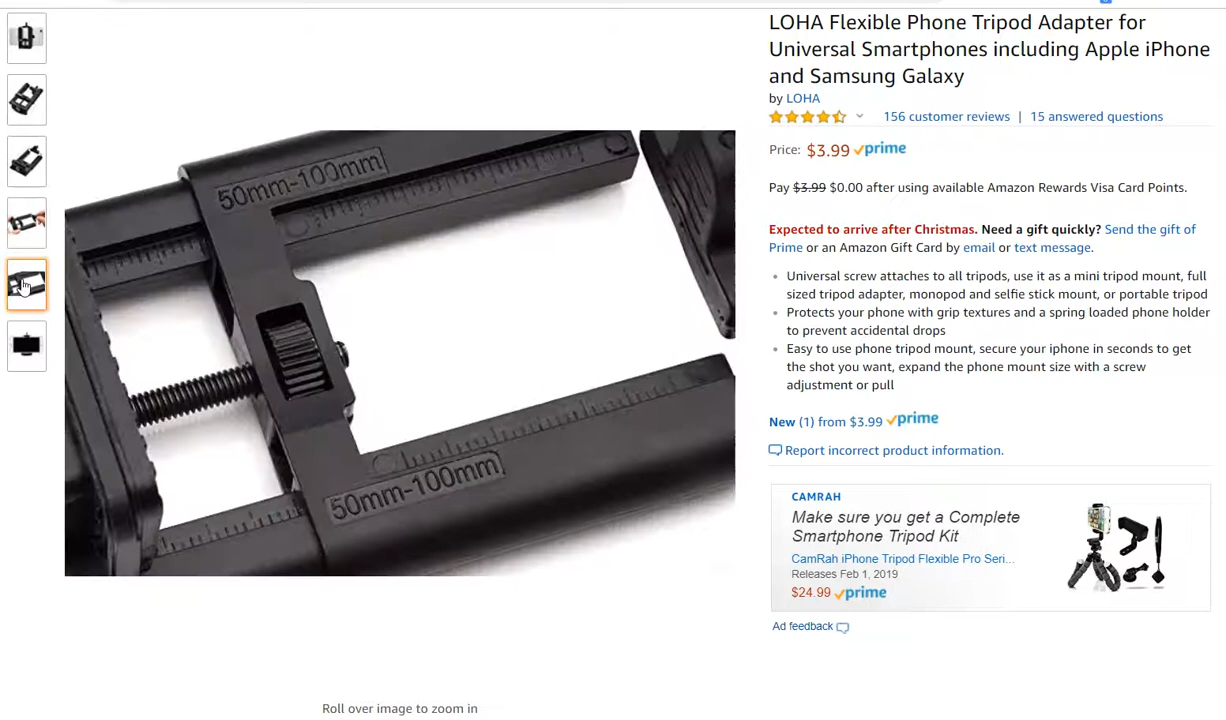 LOHA Flexible Phone Tripod Adapter for
Universal Smartphones including Apple iPhone
and Samsung Galaxy
by LOHA
156 customer reviews | 15 answered questions
Price: $3.99 prime
Pay $3.99 $0.00 after using available Amazon Rewards Visa Card Points.
Expected to arrive after Christmas. Need a gift quickly? Send the gift of
Prime or an Amazon Gift Card by email or text message.
• Universal screw attaches to all tripods, use it as a mini tripod mount, full
sized tripod adapter, monopod and selfie stick mount, or portable tripod
• Protects your phone with grip textures and a spring loaded phone holder
to prevent accidental drops
• Easy to use phone tripod mount, secure your iphone in seconds to get
the shot you want, expand the phone mount size with a screw
adjustment or pull
New (1) from $3.99 prime
Report incorrect product information.
CAMRAH
Make sure you get a Complete
Smartphone Tripod Kit
CamRah iPhone Tripod Flexible Pro Seri...
Releases Feb 1, 2019
$24.99 prime
Ad feedback
50mm-100mm
50mm-100mm
Roll over image to zoom in